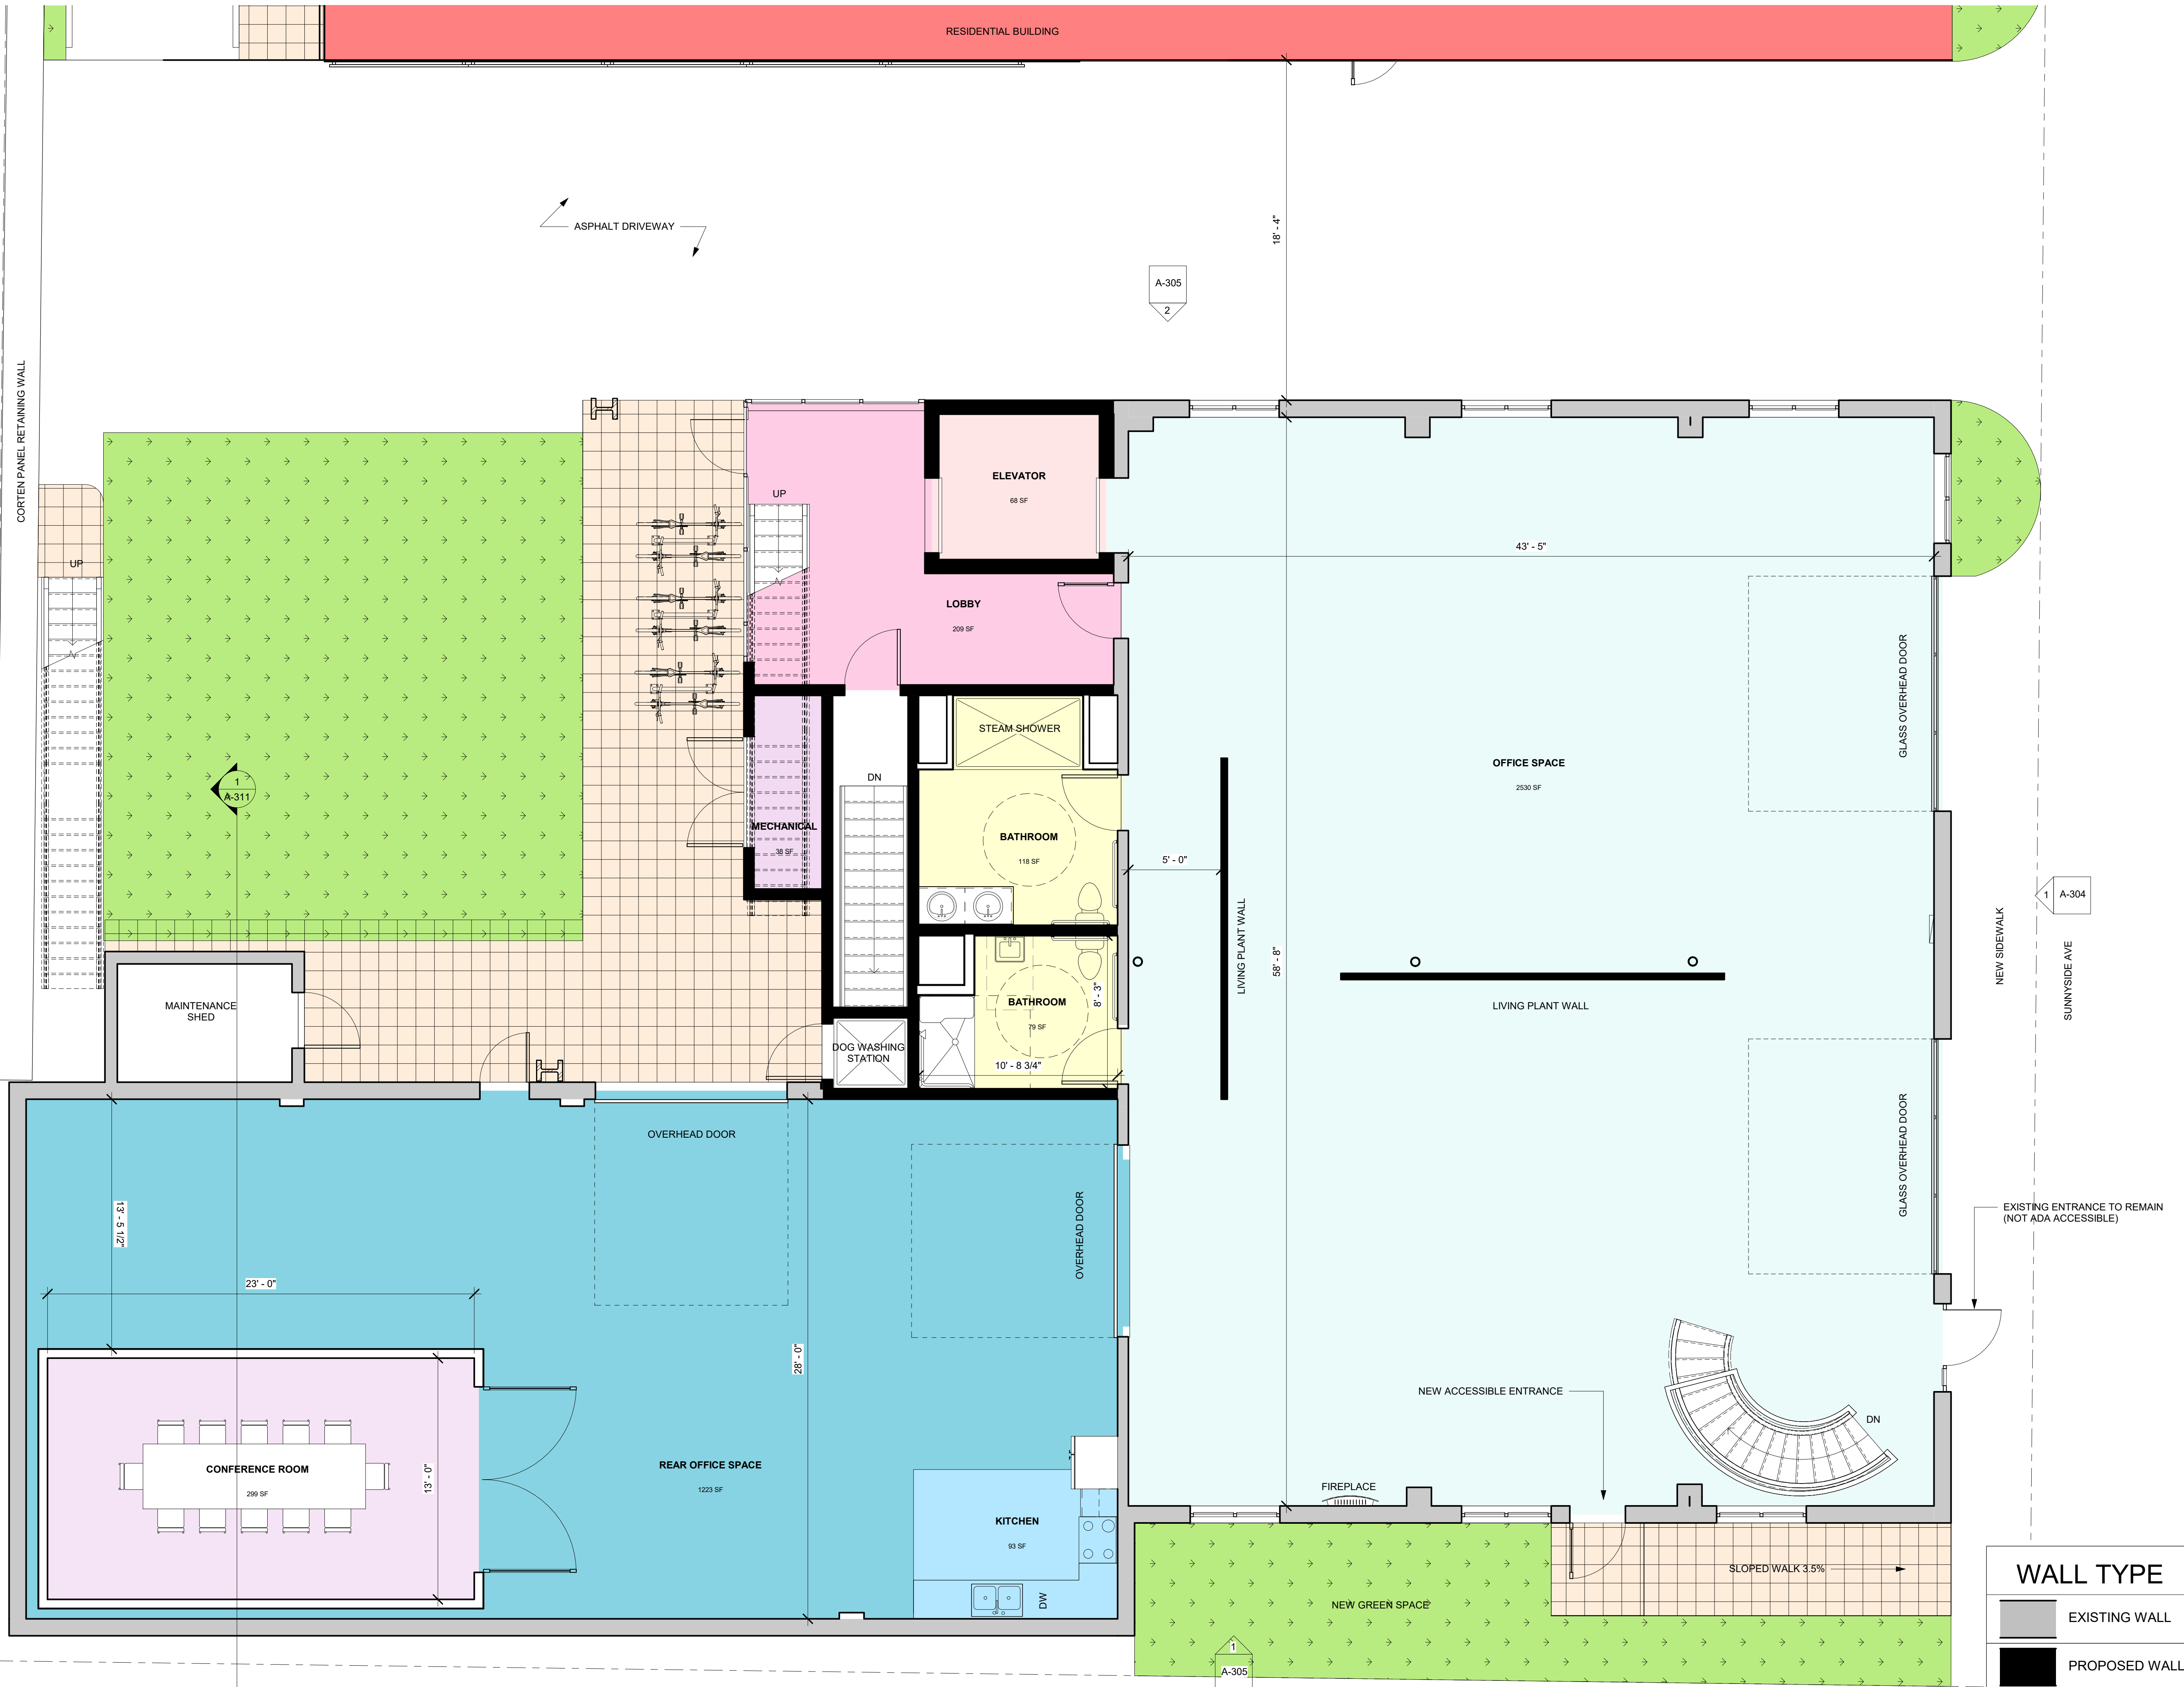 RESIDENTIAL BUILDING
ASPHALT DRIVEWAY
18' - 4"
A-305
2
CORTEN PANEL RETAINING WALL
UP
UP
ELEVATOR
68 SF
43' - 5"
LOBBY
209 SF
GLASS OVERHEAD DOOR
STEAM SHOWER
OFFICE SPACE
2530 SF
DN
1
A-311
MECHANICAL
38 SF
BATHROOM
118 SF
5' - 0"
LIVING PLANT WALL
58' - 8"
1
A-304
NEW SIDEWALK
SUNNYSIDE AVE
MAINTENANCE
SHED
BATHROOM
79 SF
8' - 3"
10' - 8 3/4"
LIVING PLANT WALL
DOG WASHING
STATION
OVERHEAD DOOR
OVERHEAD DOOR
GLASS OVERHEAD DOOR
13' - 5 1/2"
23' - 0"
28' - 0"
EXISTING ENTRANCE TO REMAIN
(NOT ADA ACCESSIBLE)
NEW ACCESSIBLE ENTRANCE
DN
CONFERENCE ROOM
299 SF
13' - 0"
REAR OFFICE SPACE
1223 SF
FIREPLACE
KITCHEN
93 SF
DW
SLOPED WALK 3.5%
NEW GREEN SPACE
1
A-305
WALL TYPE
EXISTING WALL
PROPOSED WALL